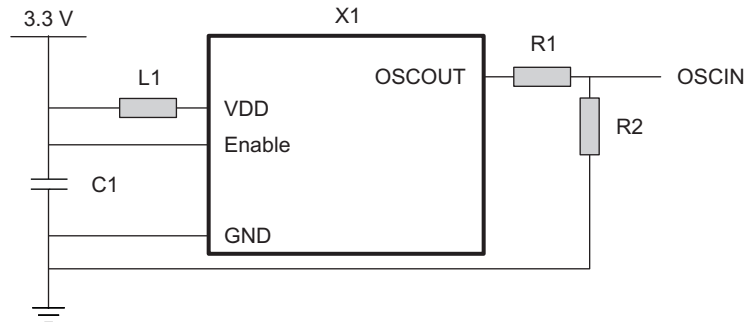 3.3 V
X1
R1
L1
OSCOUT
OSCIN
VDD
R2
Enable
C1
GND